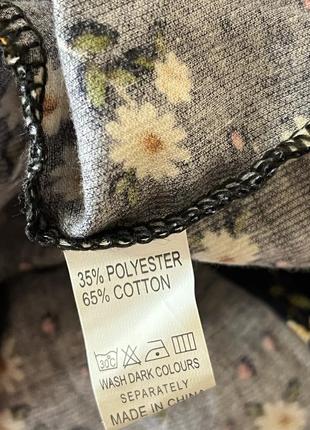 35% POLYESTER
65% COTTON
30°C
WASH DARK COLOURS
SEPARATELY
MADE IN CHINA